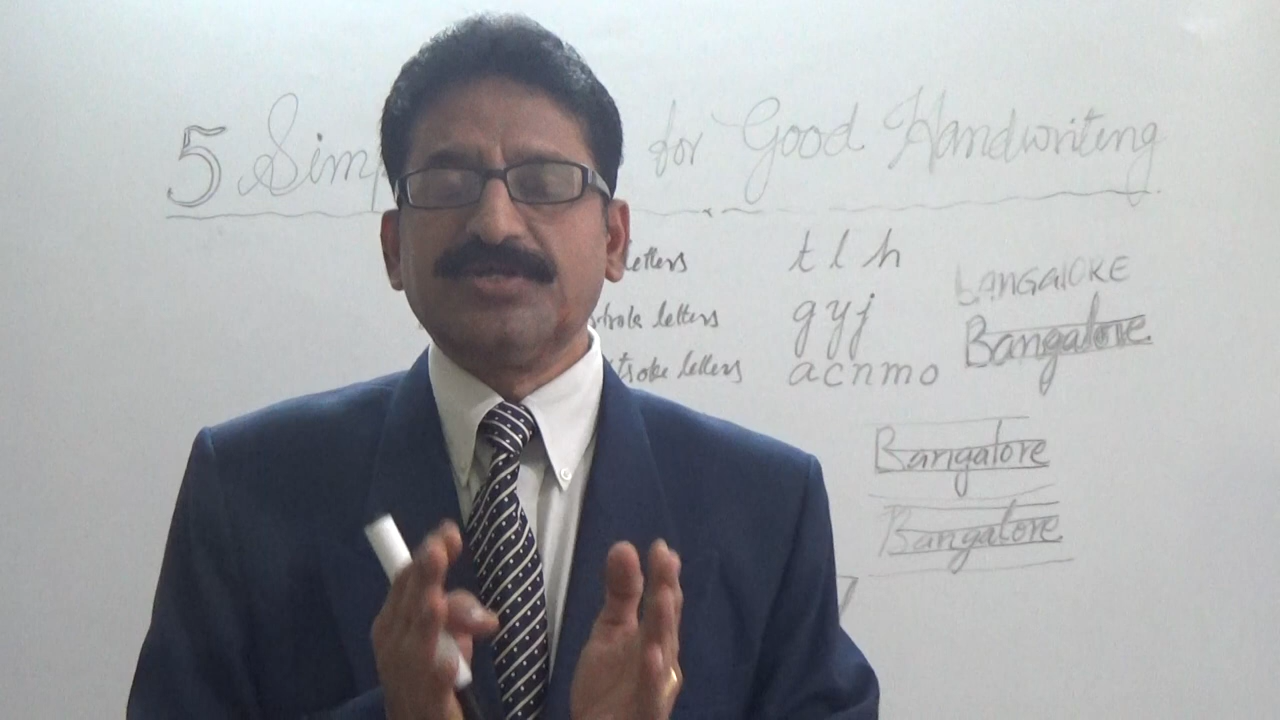 5 Simp for Good Handwriting
letters t l h
stroke letters g y j
stroke letters a c n m o
BANGALORE
Bangalore
Bangalore
Bangalore